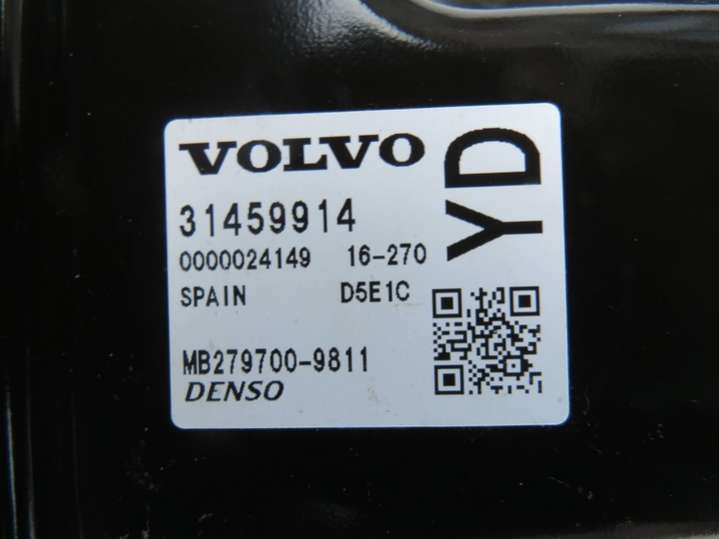 VOLVO
YD
31459914
0000024149 16-270
SPAIN D5E1C
MB279700-9811
DENSO